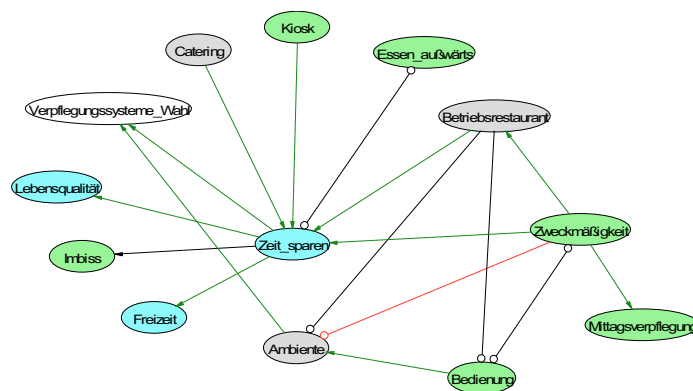 Kiosk
Catering
Essen_außwärts
Verpflegungssysteme_Wahl
Betriebsrestaurant
Lebensqualität
Zweckmäßigkeit
Zeit_sparen
Imbiss
Freizeit
Mittagsverpflegung
Ambiente
Bedienung